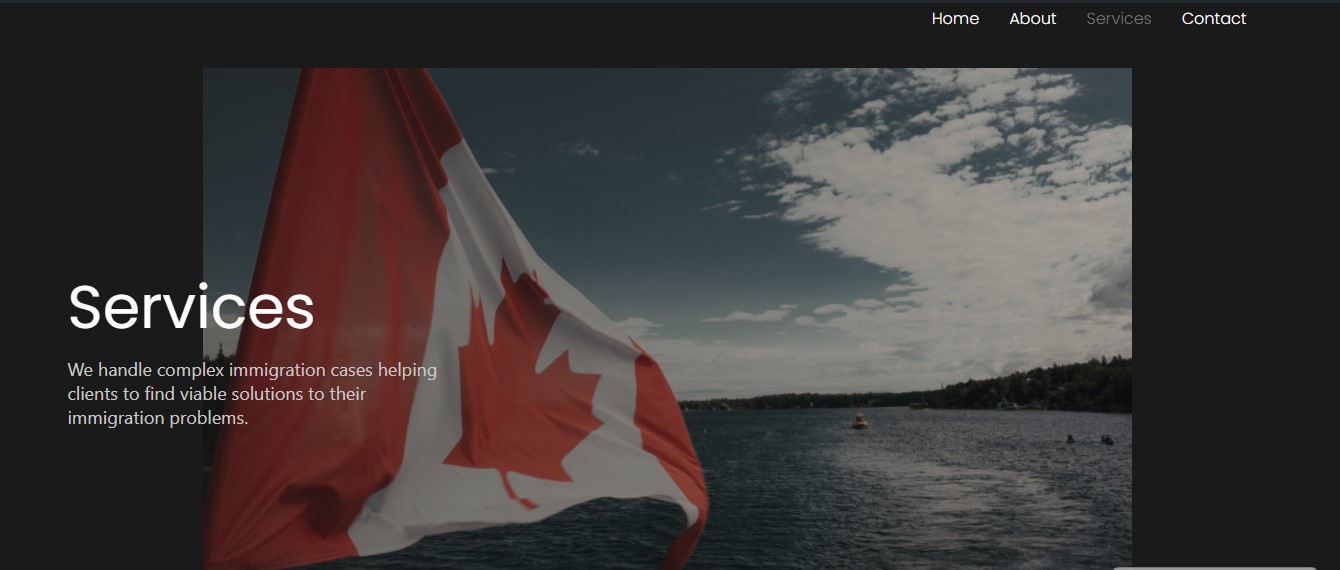 Home About Services Contact
Services
We handle complex immigration cases helping
clients to find viable solutions to their
immigration problems.